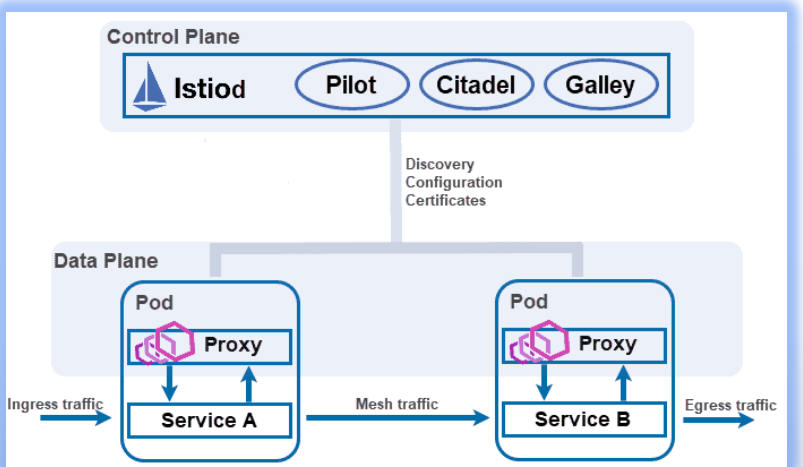 Control Plane
Istiod
Pilot
Citadel
Galley
Discovery
Configuration
Certificates
Data Plane
Pod
Proxy
Service A
Pod
Proxy
Service B
Ingress traffic
Mesh traffic
Egress traffic